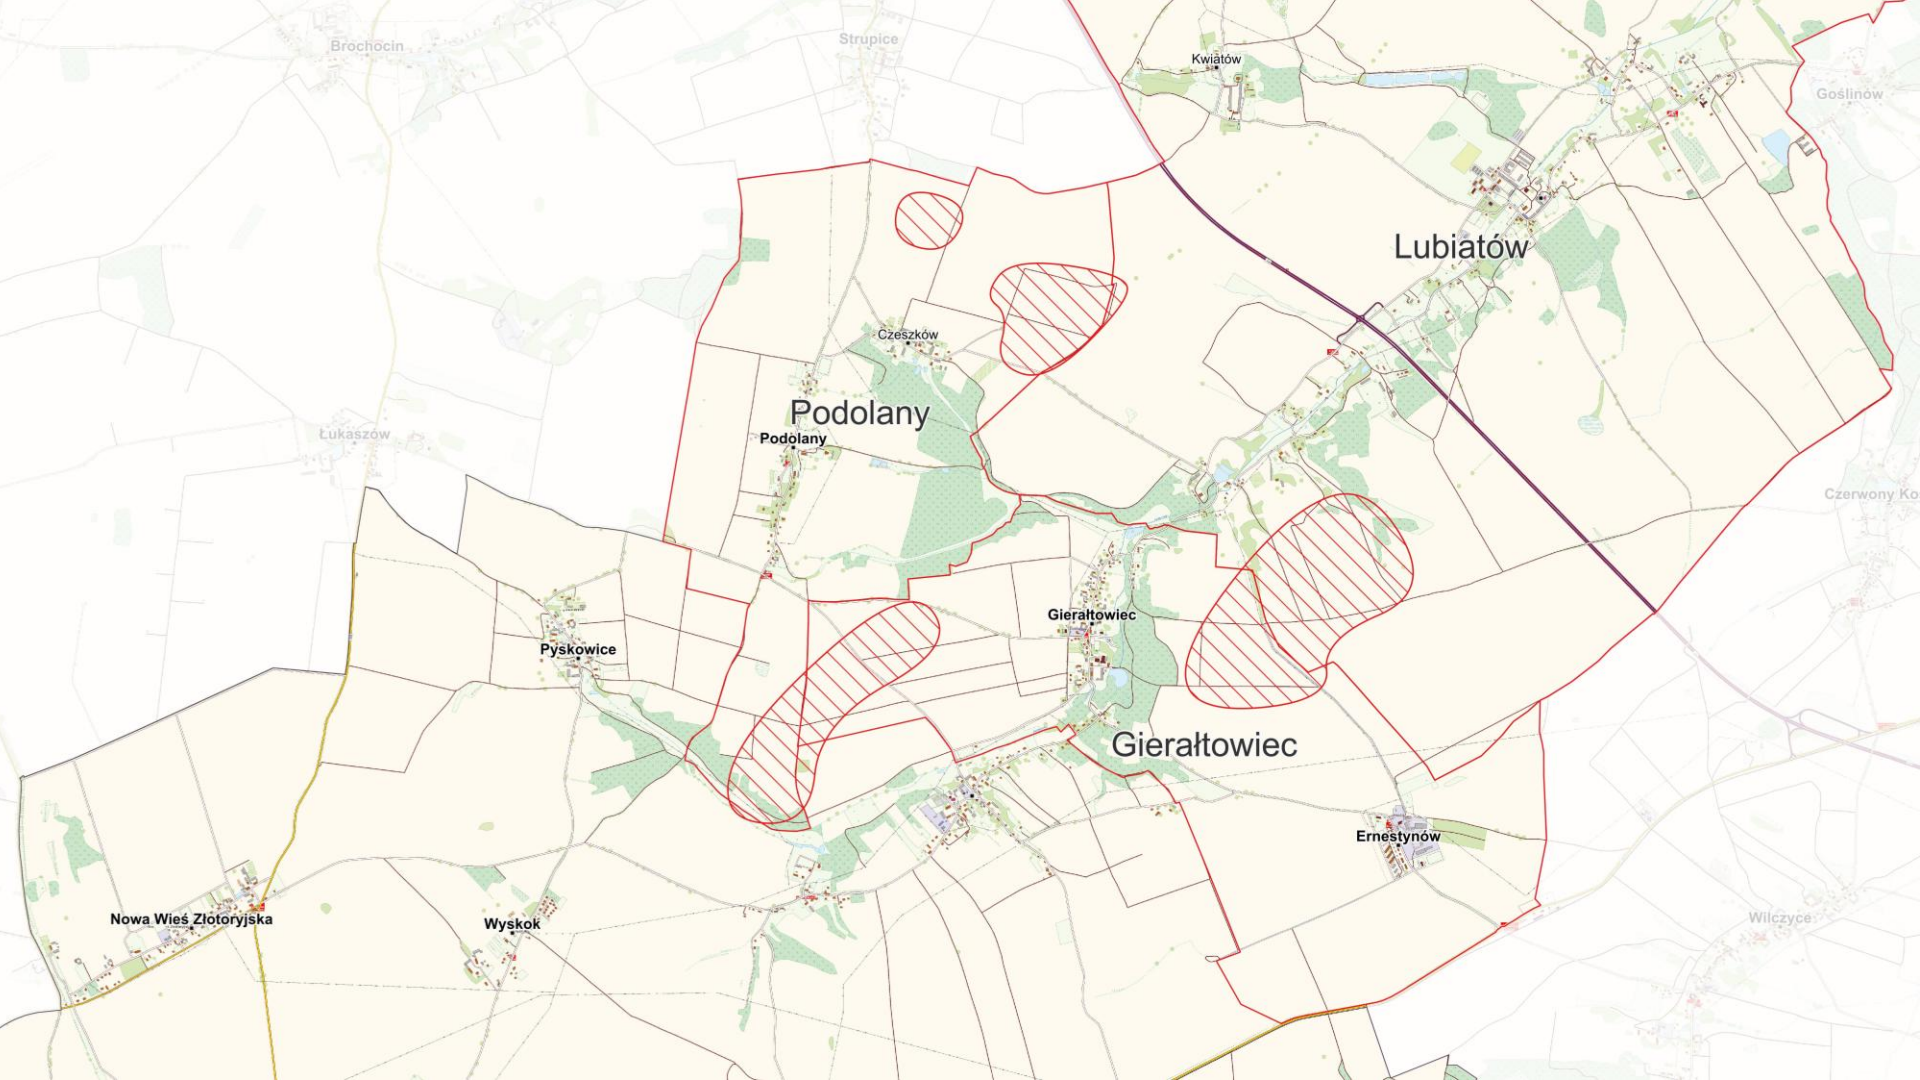 Brochocin
Strupice
Kwiatów
Goślinów
Lubiatów
Czeszków
Podolany
Podolany
Łukaszów
Czerwony Ko
Gierałtowiec
Pyskowice
Gierałtowiec
Ernestynów
Nowa Wieś Złotoryjska
Wyskok
Wilczyce